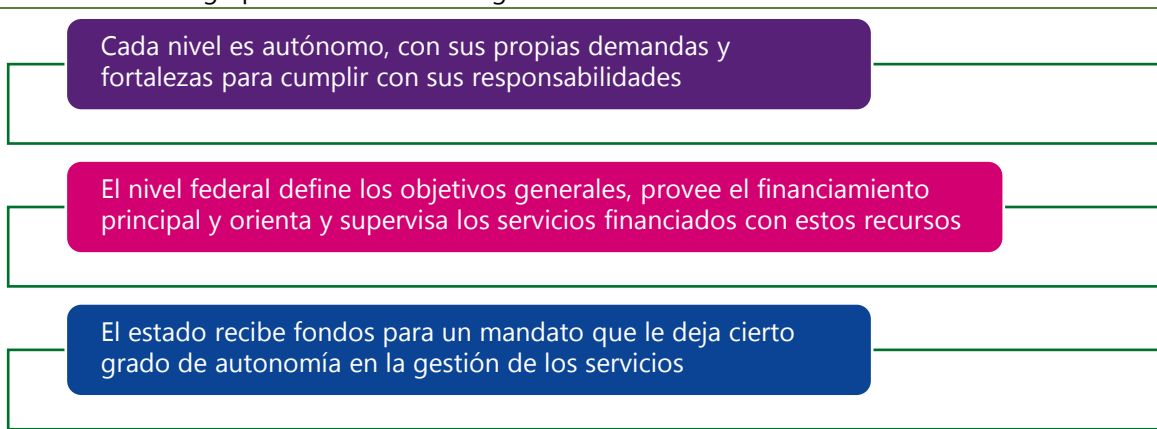 Cada nivel es autónomo, con sus propias demandas y
fortalezas para cumplir con sus responsabilidades
El nivel federal define los objetivos generales, provee el financiamiento
principal y orienta y supervisa los servicios financiados con estos recursos
El estado recibe fondos para un mandato que le deja cierto
grado de autonomía en la gestión de los servicios